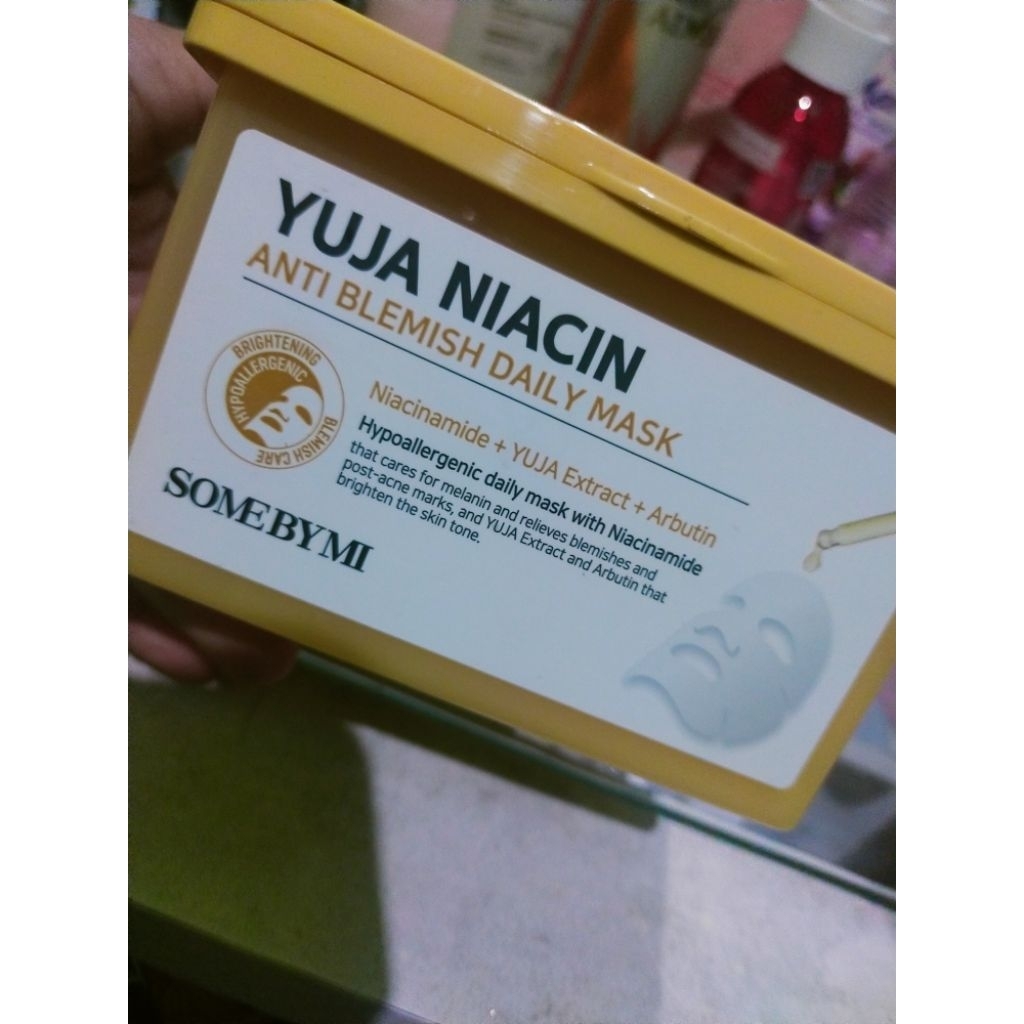 YUJA NIACIN
ANTI BLEMISH DAILY MASK
BRIGHTENING
HYPOALLERGENIC
BLEMISH CARE
Niacinamide + YUJA Extract + Arbutin
Hypoallergenic daily mask with Niacinamide
that cares for melanin and relieves blemishes and
post-acne marks, and YUJA Extract and Arbutin that
brighten the skin tone.
SOME BY MI